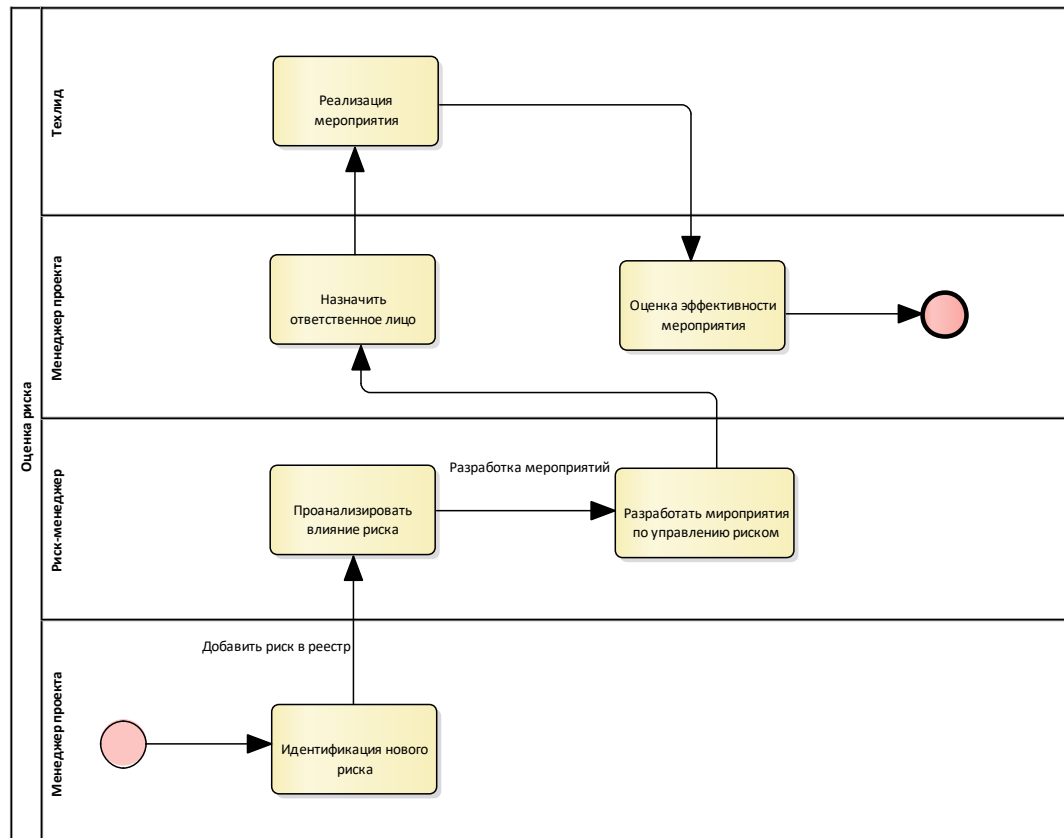 Оценка риска
Техлид
Реализация
мероприятия
Менеджер проекта
Назначить
ответственное лицо
Оценка эффективности
мероприятия
Риск-менеджер
Проанализировать
влияние риска
Разработка мероприятий
Разработать мироприятия
по управлению риском
Менеджер проекта
Добавить риск в реестр
Идентификация нового
риска